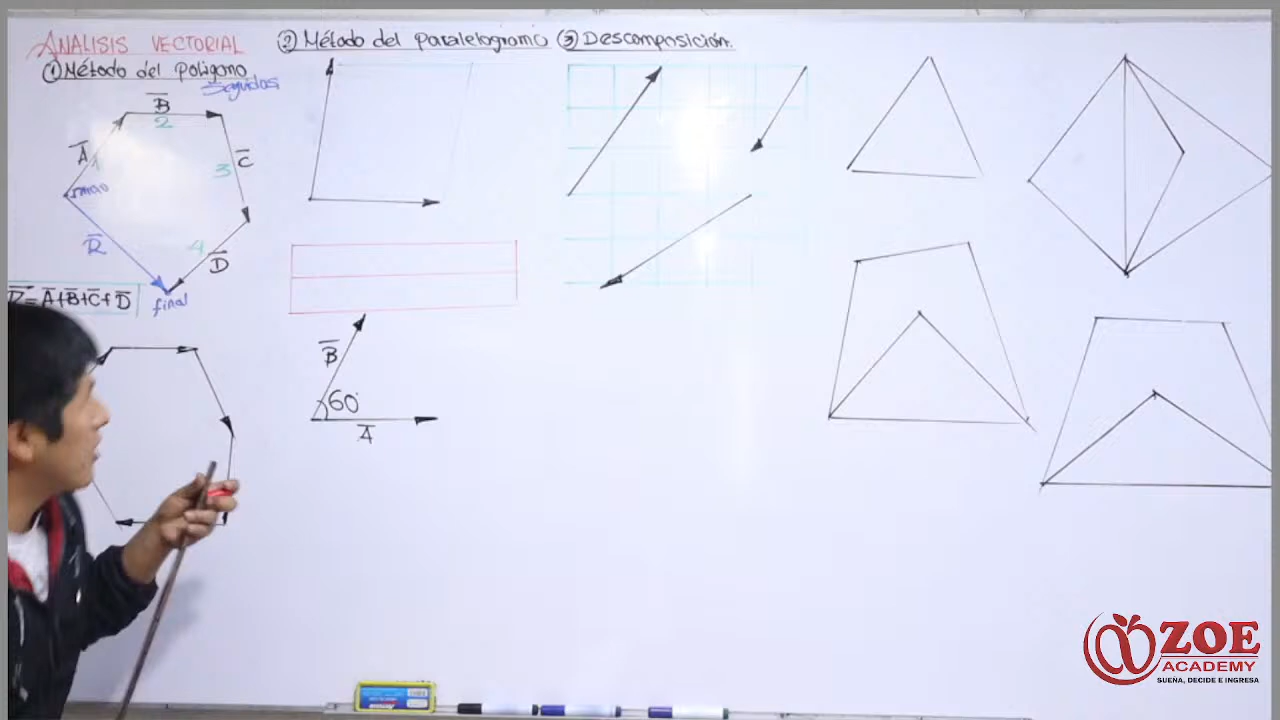 ANALISIS VECTORIAL
① Método del Polígono
Seguidos
B
2
A
1
C
3
inicio
R
4
D
R = A+B+C+D
final
② Método del Paralelogramo
B
60°
A
③ Descomposición.
ZOE
ACADEMY
SUEÑA, DECIDE E INGRESA